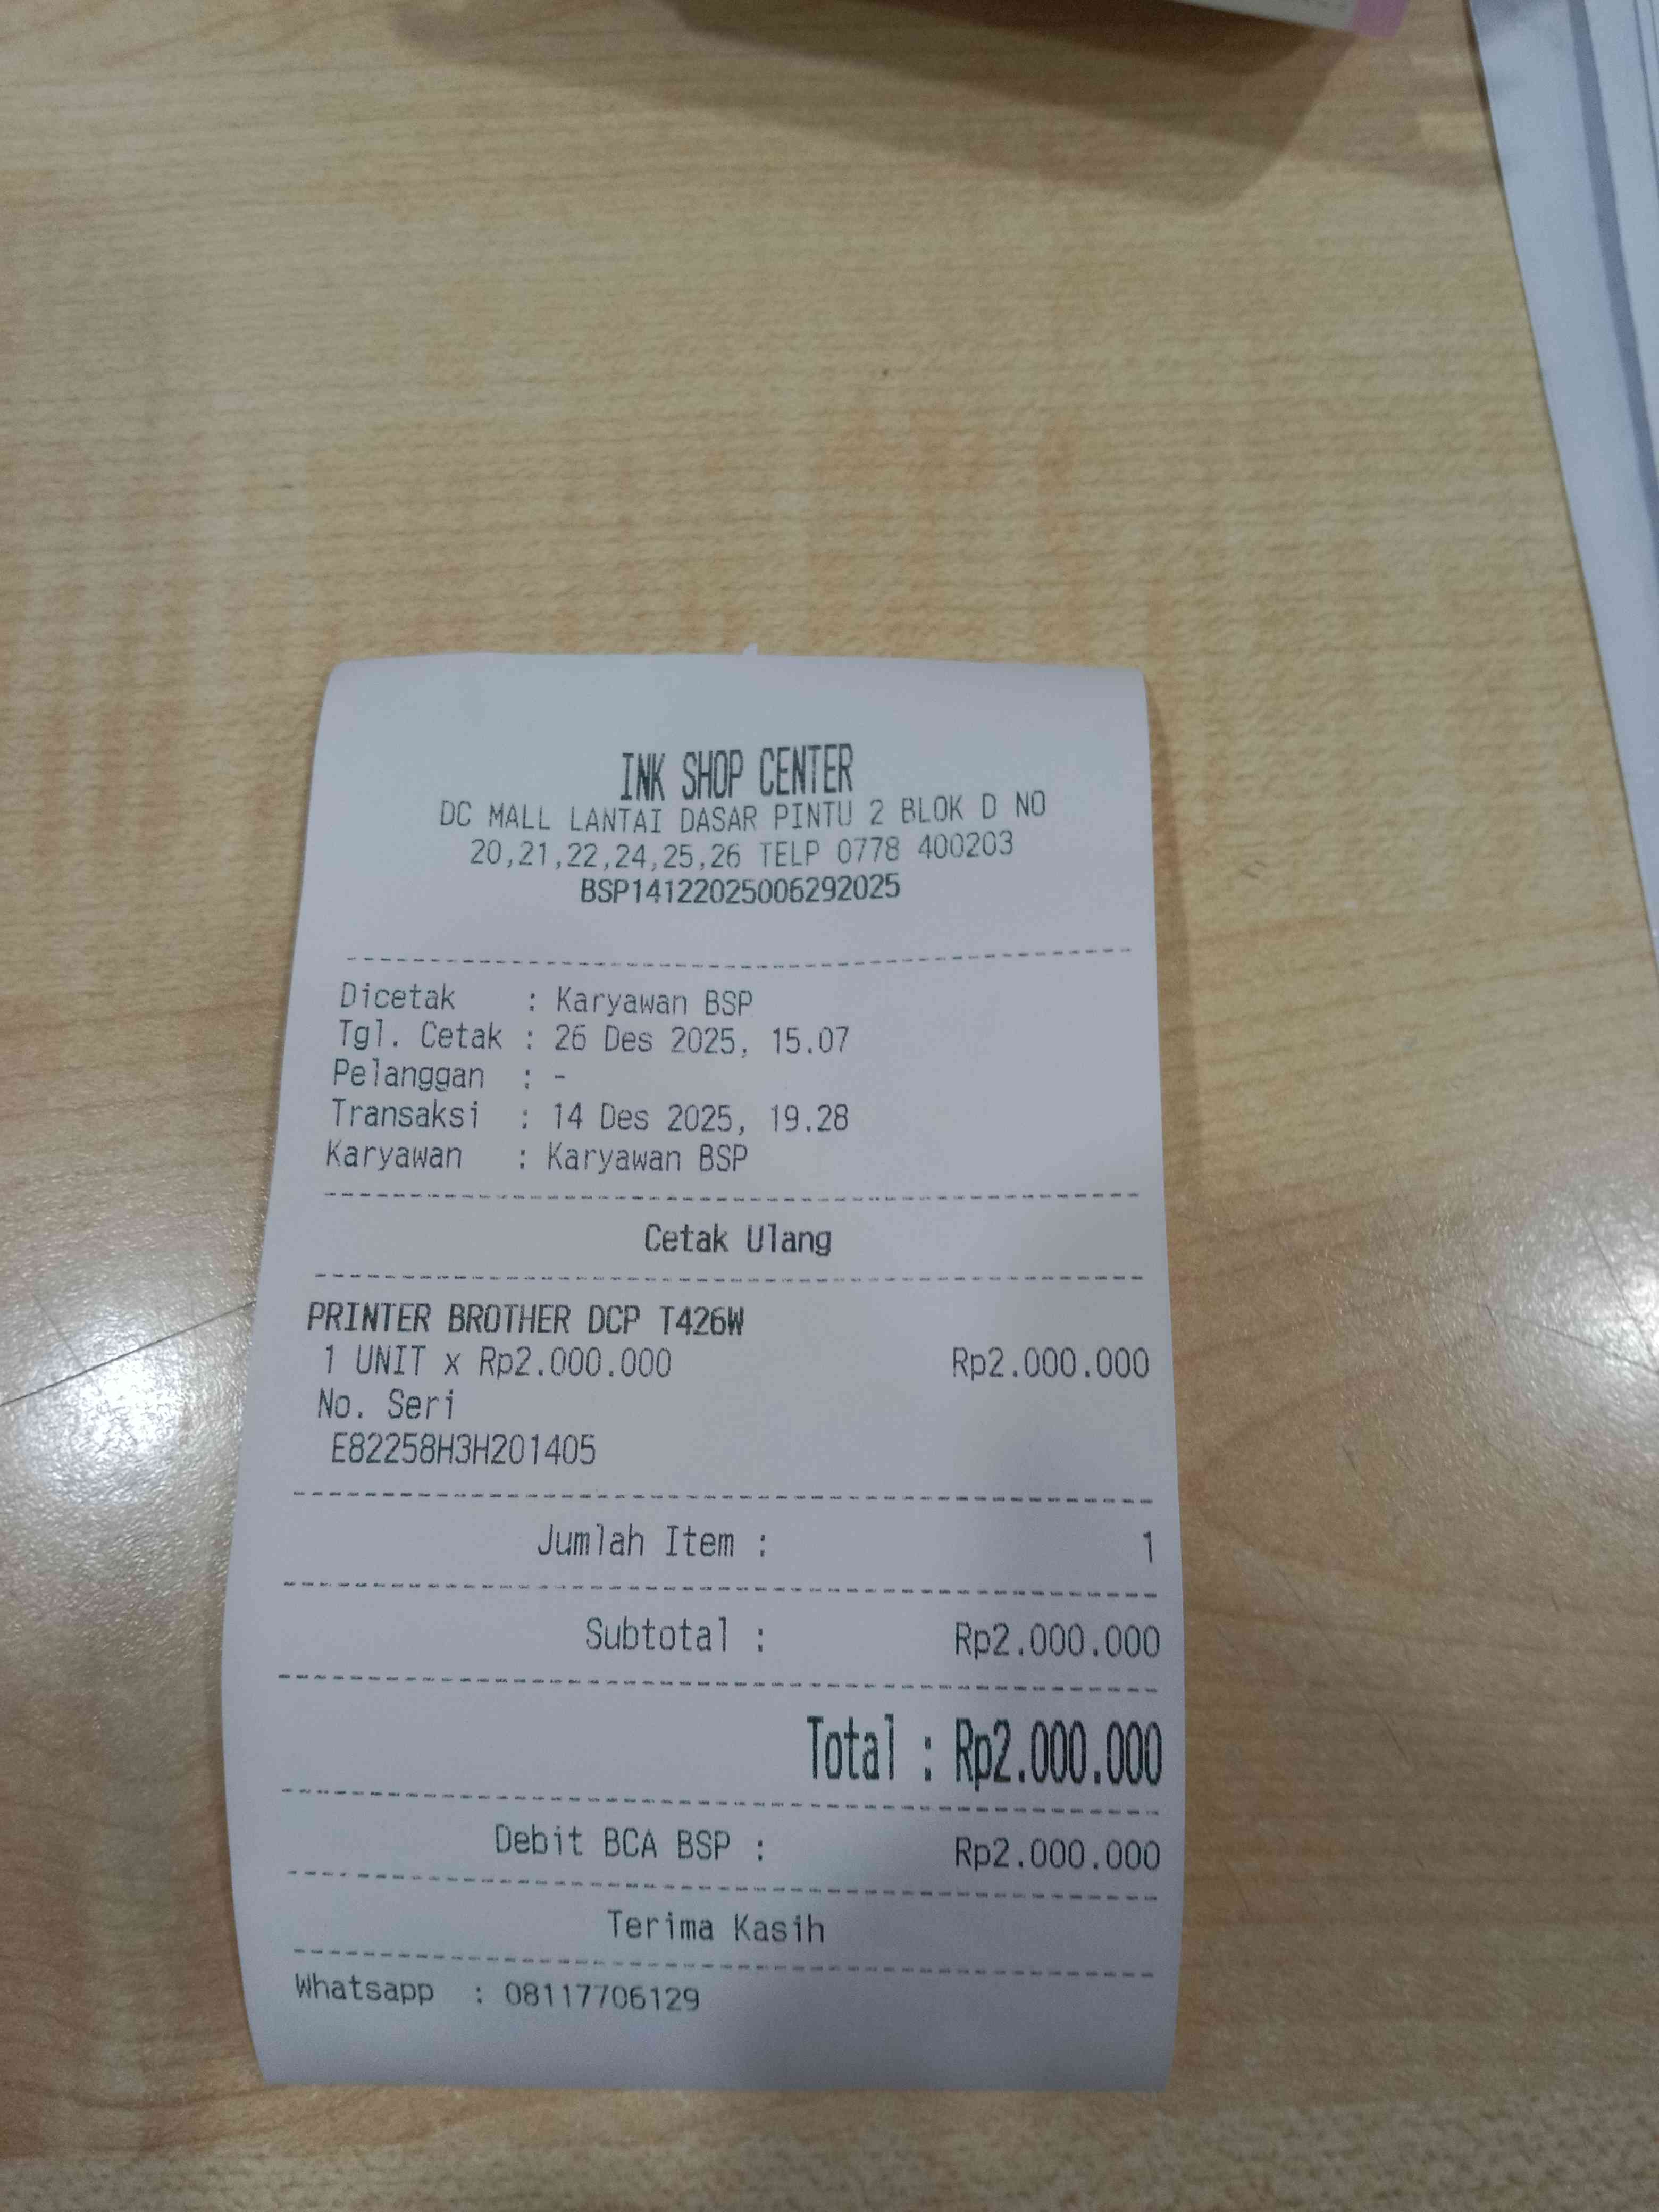 INK SHOP CENTER
DC MALL LANTAI DASAR PINTU 2 BLOK D NO
20,21,22,24,25,26 TELP 0778 400203
BSP14122025006292025
Dicetak : Karyawan BSP
Tgl. Cetak : 26 Des 2025, 15.07
Pelanggan : -
Transaksi : 14 Des 2025, 19.28
Karyawan : Karyawan BSP
Cetak Ulang
PRINTER BROTHER DCP T426W
1 UNIT x Rp2.000.000 Rp2.000.000
No. Seri
E82258H3H201405
Jumlah Item : 1
Subtotal : Rp2.000.000
Total : Rp2.000.000
Debit BCA BSP : Rp2.000.000
Terima Kasih
Whatsapp : 08117706129